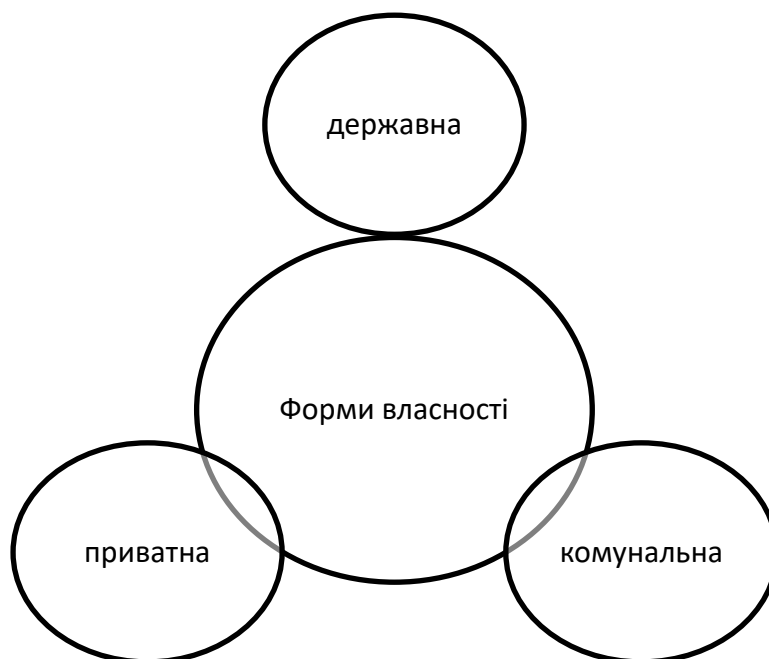 державна
Форми власності
приватна
комунальна